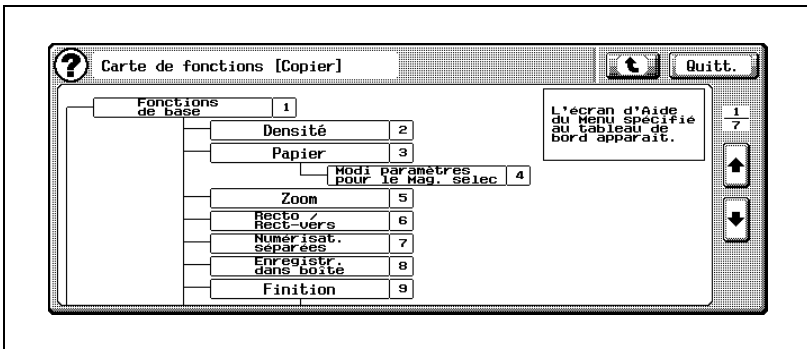 ?
Carte de fonctions [Copier]
Quitt.
Fonctions
de base
1
Densité
2
Papier
3
Modi paramètres
pour le Mag. sélec
4
Zoom
5
Recto /
Rect-vers
6
Numérisat.
séparées
7
Enregistr.
dans boîte
8
Finition
9
L'écran d'Aide
du Menu spécifié
au tableau de
bord apparait.
1
7